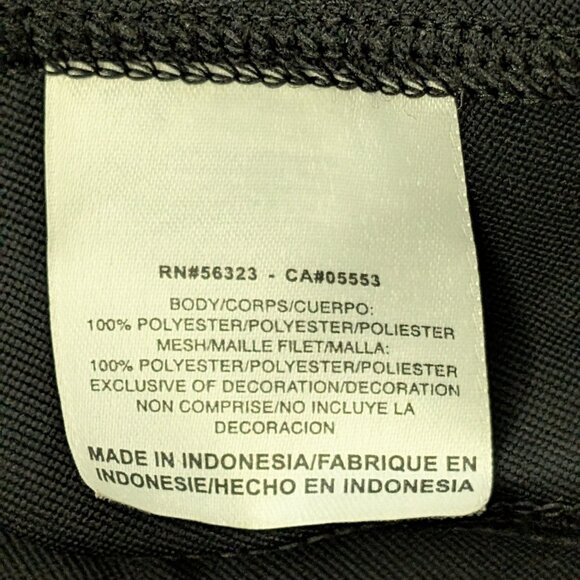 RN#56323 - CA#05553
BODY/CORPS/CUERPO:
100% POLYESTER/POLYESTER/POLIESTER
MESH/MAILLE FILET/MALLA:
100% POLYESTER/POLYESTER/POLIESTER
EXCLUSIVE OF DECORATION/DECORATION
NON COMPRISE/NO INCLUYE LA
DECORACION
MADE IN INDONESIA/FABRIQUE EN
INDONESIE/HECHO EN INDONESIA